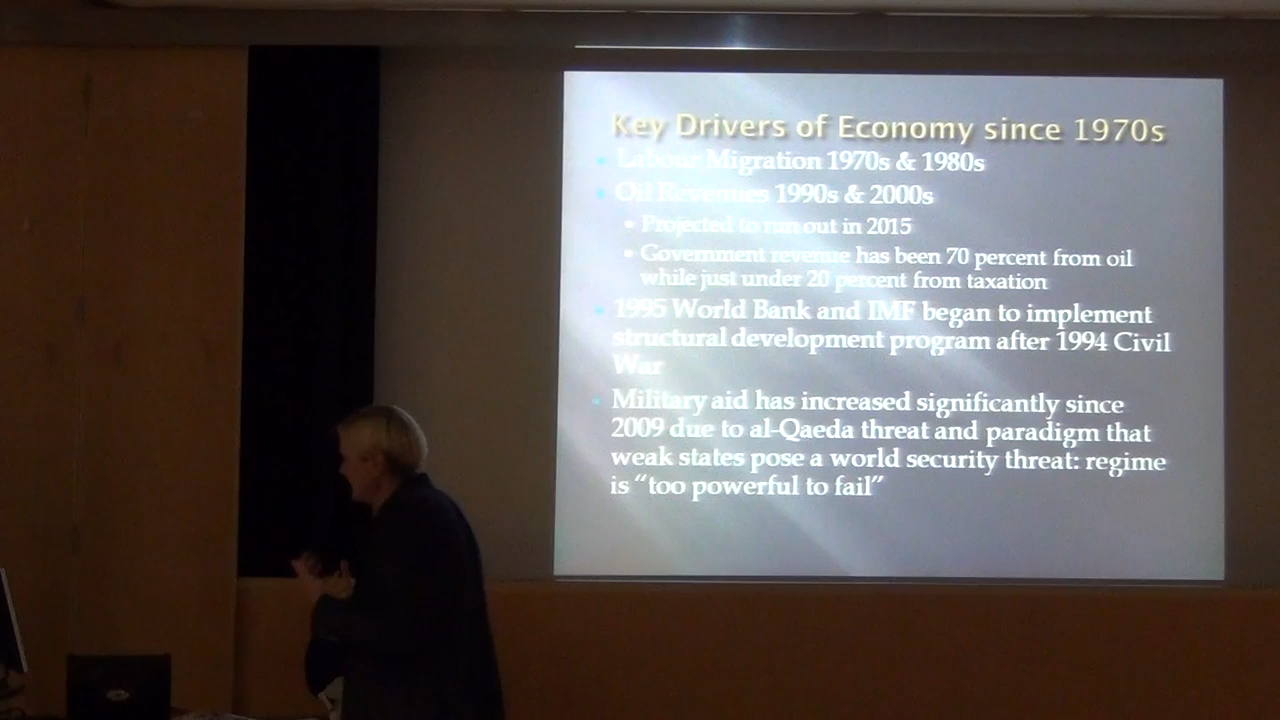 Key Drivers of Economy since 1970s
Labour Migration 1970s & 1980s
Oil Revenues 1990s & 2000s
Projected to run out in 2015
Government revenue has been 70 percent from oil
while just under 20 percent from taxation
1995 World Bank and IMF began to implement
structural development program after 1994 Civil
War
Military aid has increased significantly since
2009 due to al-Qaeda threat and paradigm that
weak states pose a world security threat: regime
is “too powerful to fail”